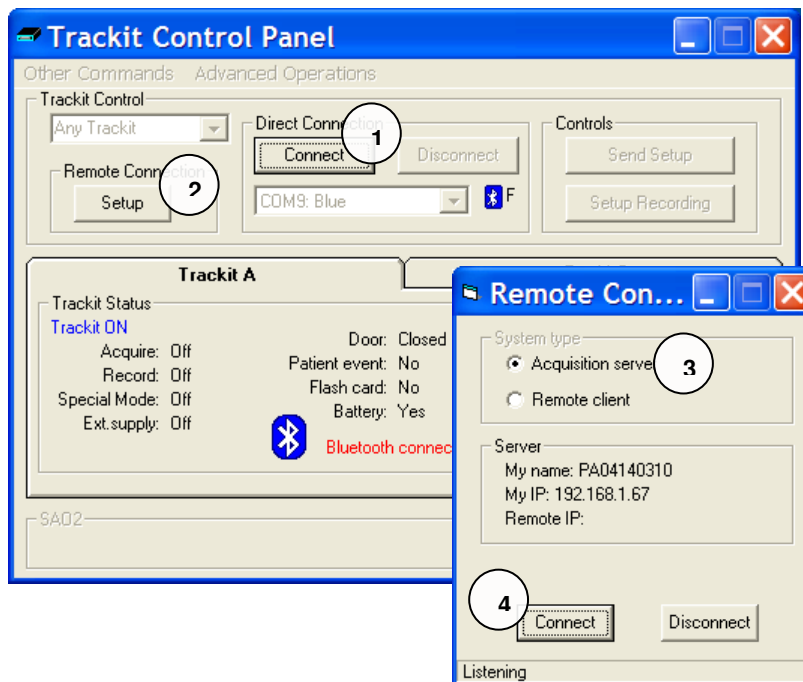 Trackit Control Panel
Other Commands Advanced Operations
Trackit Control
Any Trackit
Remote Connection
2
Setup
Direct Connection
1
Connect Disconnect
COM9: Blue F
Controls
Send Setup
Setup Recording
Trackit A
Trackit Status
Trackit ON
Acquire: Off
Record: Off
Special Mode: Off
Ext.supply: Off
Door: Closed
Patient event: No
Flash card: No
Battery: Yes
Bluetooth connec
SAO2
Remote Con...
System type
Acquisition serve
3
Remote client
Server
My name: PA04140310
My IP: 192.168.1.67
Remote IP:
4
Connect Disconnect
Listening